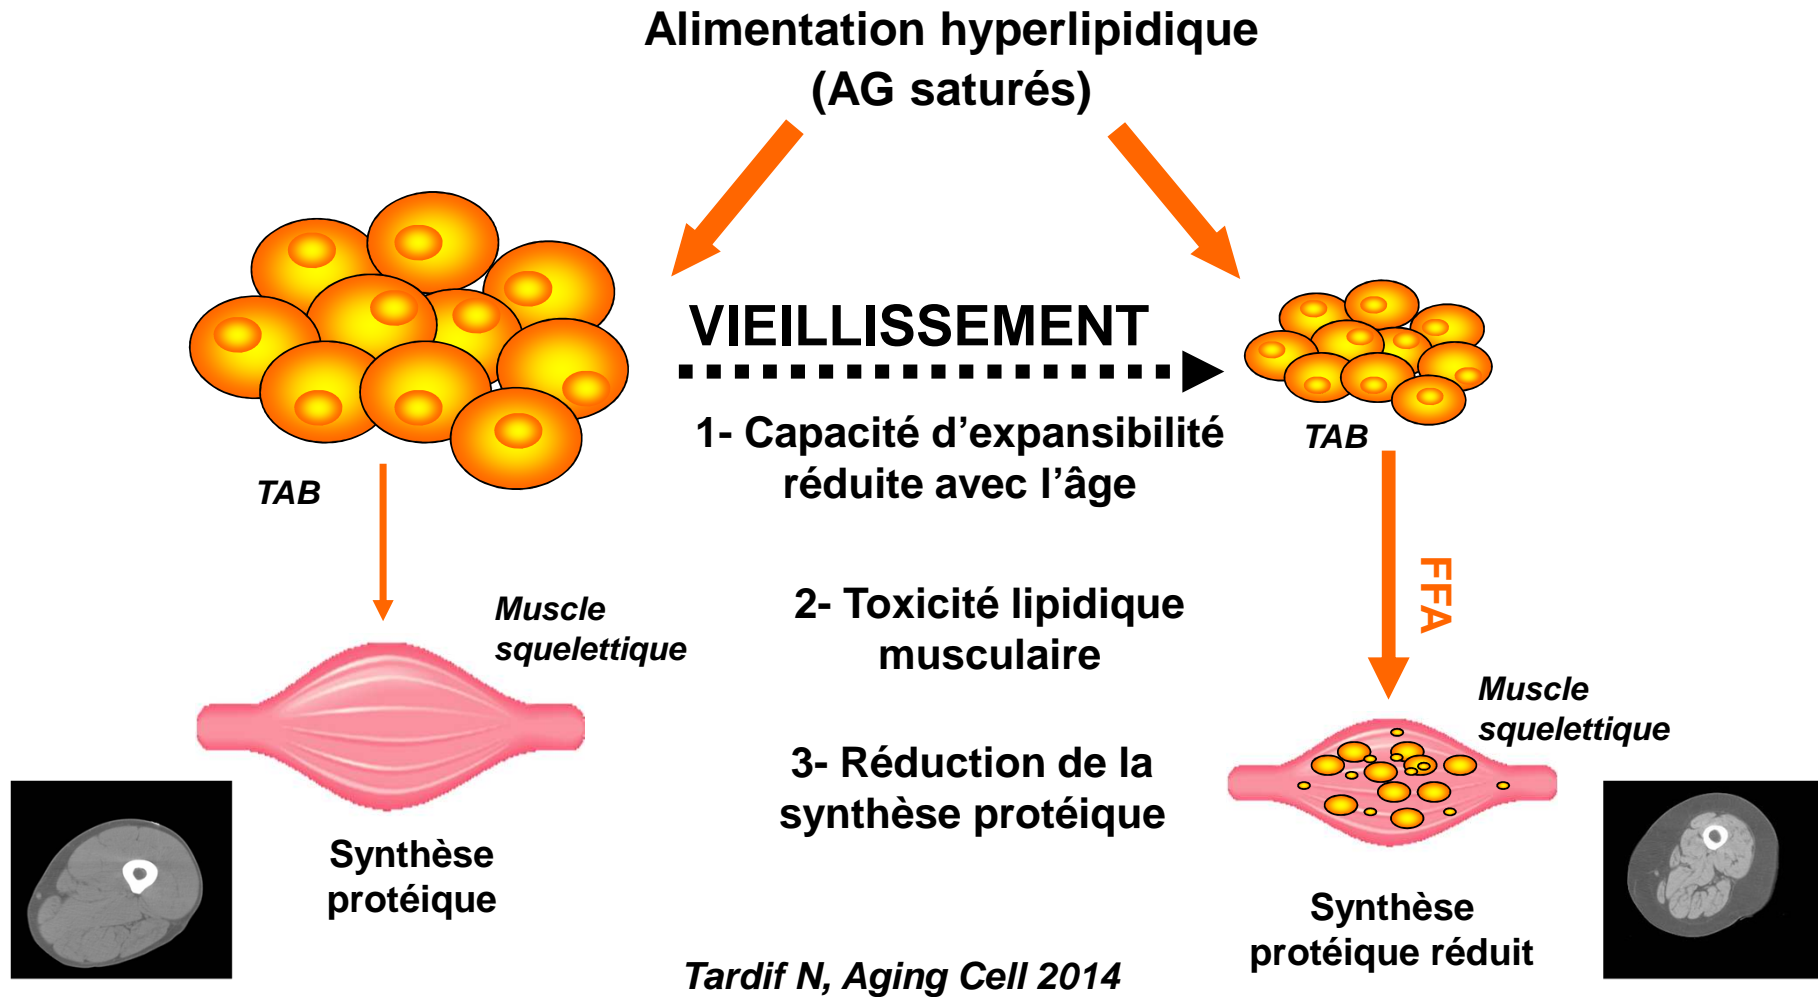 Alimentation hyperlipidique
(AG saturés)
VIEILLISSEMENT
1- Capacité d’expansibilité
réduite avec l’âge
TAB
TAB
FFA
2- Toxicité lipidique
musculaire
Muscle
squelettique
Muscle
squelettique
3- Réduction de la
synthèse protéique
Synthèse
protéique
Synthèse
protéique réduit
Tardif N, Aging Cell 2014